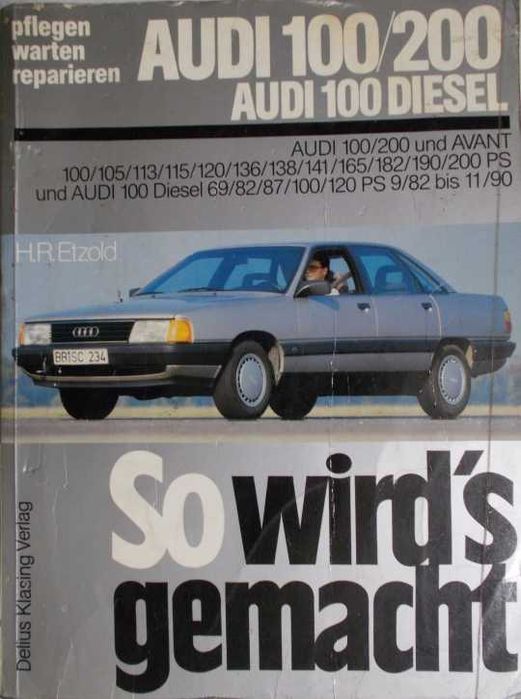 pflegen
warten
reparieren
AUDI 100/200
AUDI 100 DIESEL
AUDI 100/200 und AVANT
100/105/113/115/120/136/138/141/165/182/190/200 PS
und AUDI 100 Diesel 69/82/87/100/120 PS 9/82 bis 11/90
H.R. Etzold
BB SC 234
So wird's
gemacht
Delius Klasing Verlag